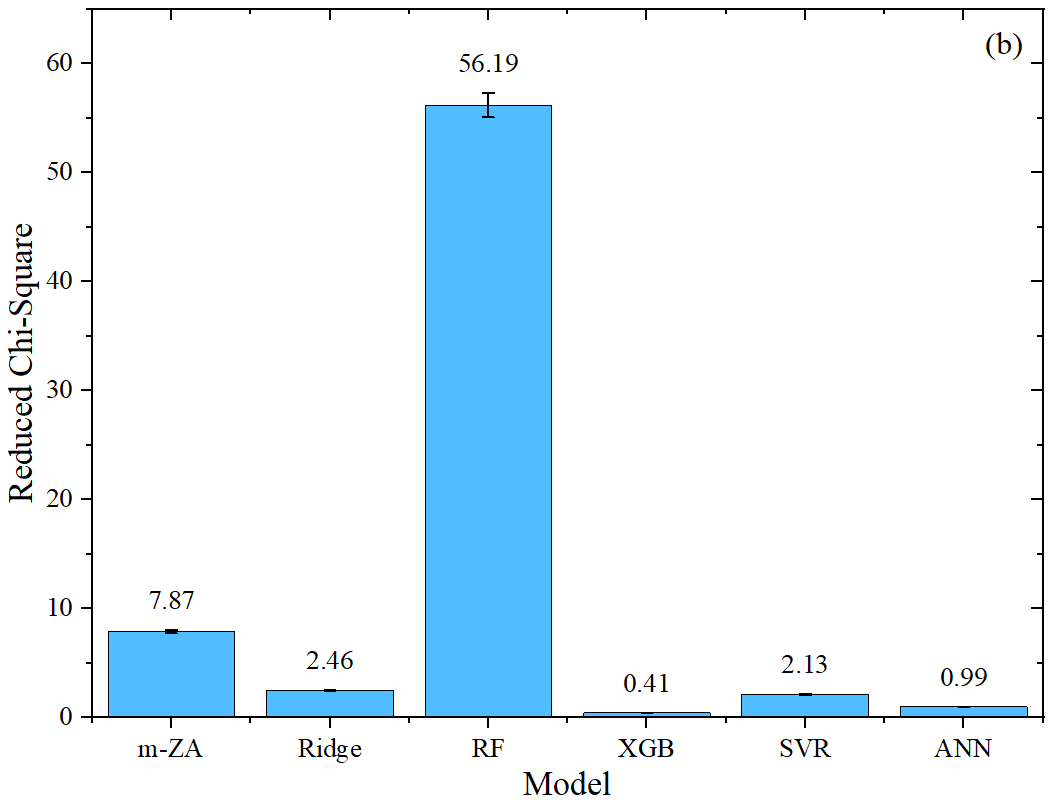 (b)
Reduced Chi-Square
60
50
40
30
20
10
0
7.87
2.46
56.19
0.41
2.13
0.99
m-ZA
Ridge
RF
XGB
SVR
ANN
Model